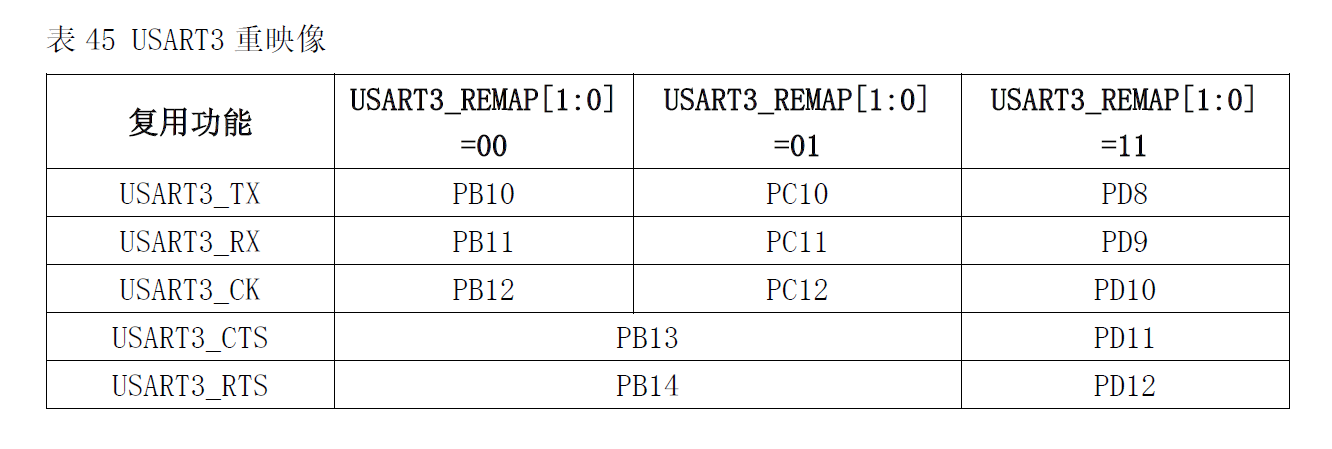 表 45 USART3 重映像
复用功能 USART3_REMAP[1:0] =00 USART3_REMAP[1:0] =01 USART3_REMAP[1:0] =11
USART3_TX PB10 PC10 PD8
USART3_RX PB11 PC11 PD9
USART3_CK PB12 PC12 PD10
USART3_CTS PB13 PD11
USART3_RTS PB14 PD12